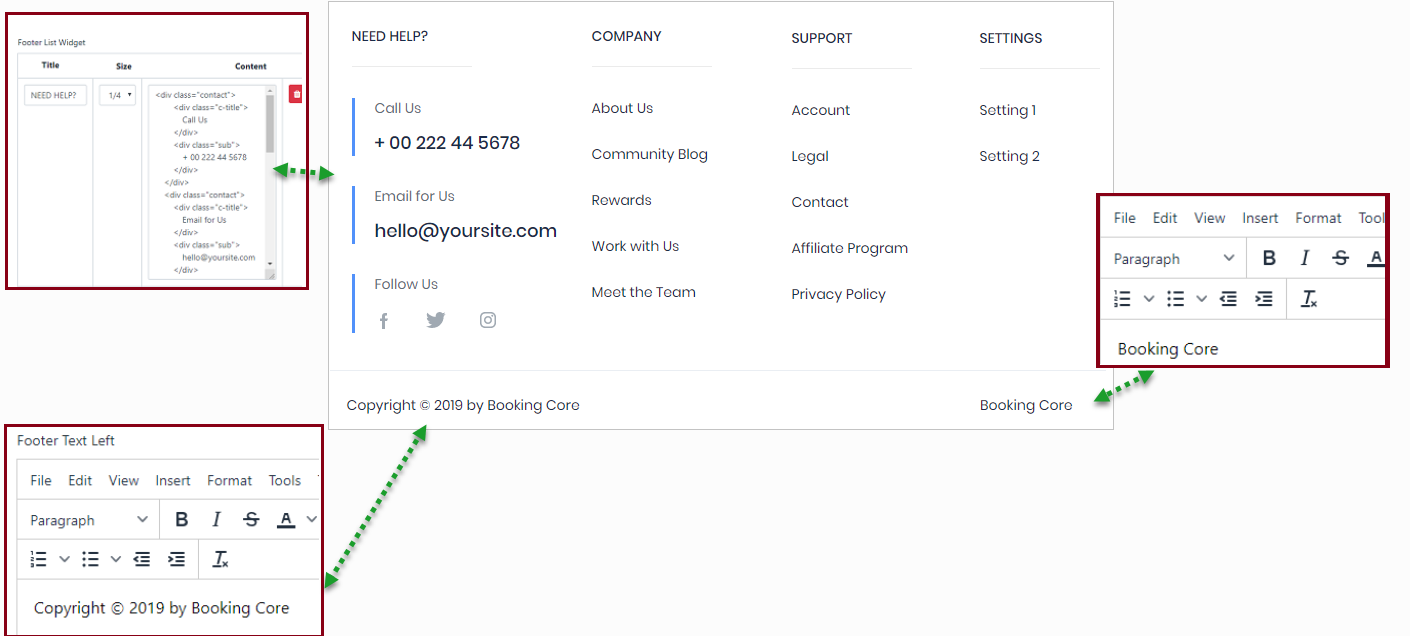 Footer List Widget
Title Size Content
NEED HELP? 1/4
<div class="contact">
<div class="c-title">
Call Us
</div>
<div class="sub">
+ 00 222 44 5678
</div>
</div>
<div class="contact">
<div class="c-title">
Email for Us
</div>
<div class="sub">
hello@yoursite.com
</div>
NEED HELP?
Call Us
+ 00 222 44 5678
Email for Us
hello@yoursite.com
Follow Us
COMPANY
About Us
Community Blog
Rewards
Work with Us
Meet the Team
SUPPORT
Account
Legal
Contact
Affiliate Program
Privacy Policy
SETTINGS
Setting 1
Setting 2
Copyright © 2019 by Booking Core
Booking Core
File Edit View Insert Format Tool
Paragraph B I S A
Booking Core
Footer Text Left
File Edit View Insert Format Tools
Paragraph B I S A
Copyright © 2019 by Booking Core